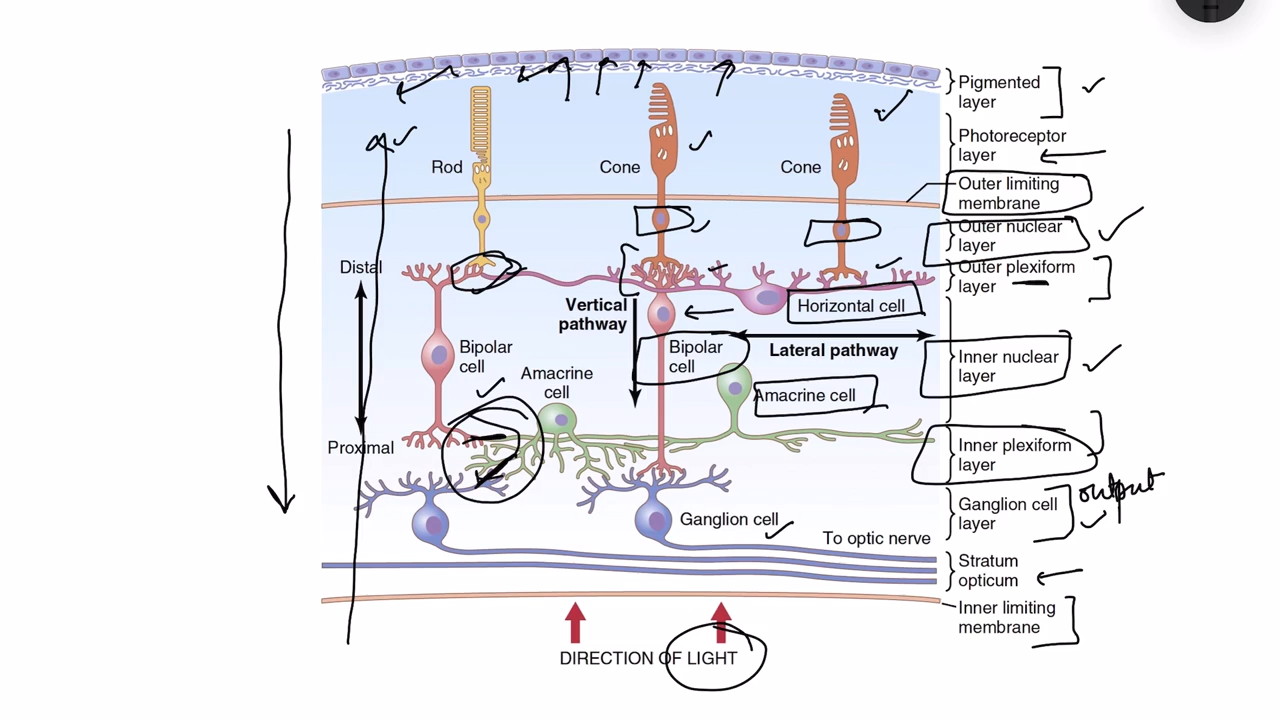 Pigmented
layer
Photoreceptor
layer
Rod
Cone
Cone
Outer limiting
membrane
Outer nuclear
layer
Distal
Outer plexiform
layer
Vertical
pathway
Horizontal cell
Bipolar
cell
Bipolar
cell
Lateral pathway
Inner nuclear
layer
Amacrine
cell
Amacrine cell
Proximal
Inner plexiform
layer
output
Ganglion cell
Ganglion cell
layer
To optic nerve
Stratum
opticum
Inner limiting
membrane
DIRECTION OF LIGHT